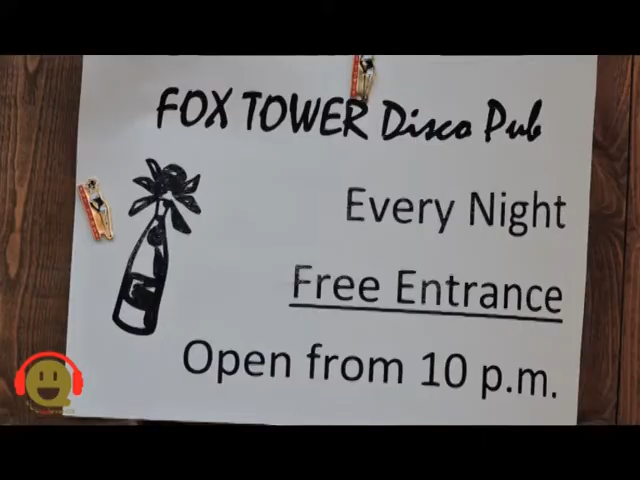 FOX TOWER Disco Pub
Every Night
Free Entrance
Open from 10 p.m.